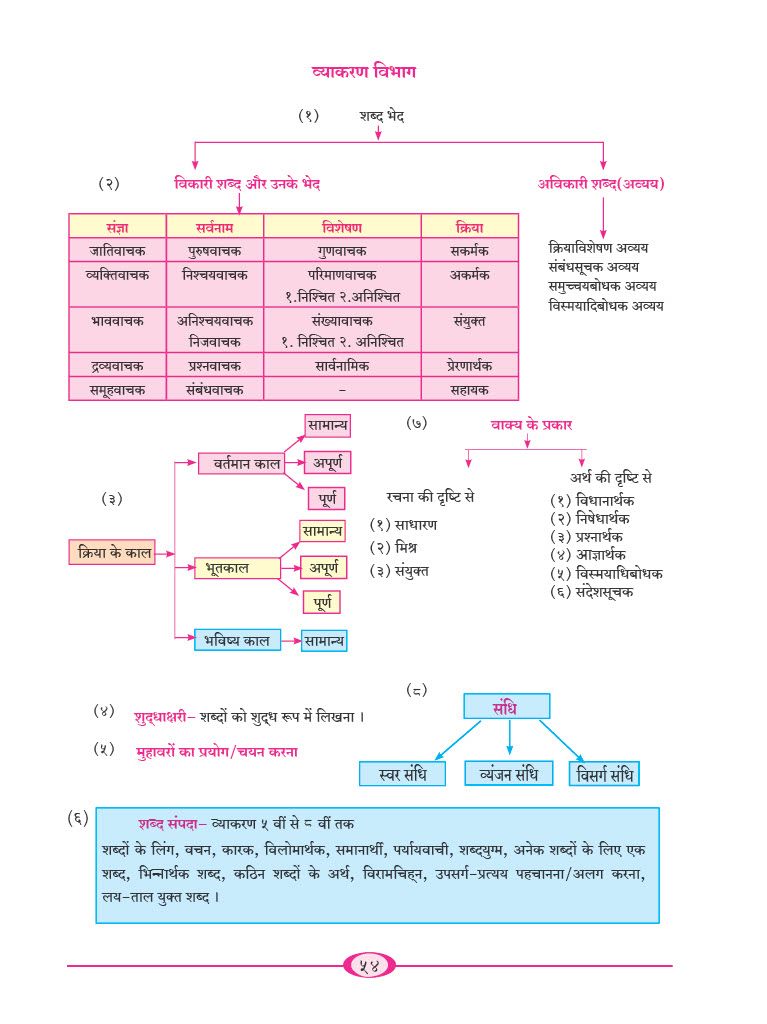 व्याकरण विभाग
(१) शब्द भेद
(२) विकारी शब्द और उनके भेद
अविकारी शब्द(अव्यय)
संज्ञा सर्वनाम विशेषण क्रिया
जातिवाचक पुरुषवाचक गुणवाचक सकर्मक
व्यक्तिवाचक निश्चयवाचक परिमाणवाचक अकर्मक
१.निश्चित २.अनिश्चित
भाववाचक अनिश्चयवाचक संख्यावाचक संयुक्त
निजवाचक १. निश्चित २. अनिश्चित
द्रव्यवाचक प्रश्नवाचक सार्वनामिक प्रेरणार्थक
समूहवाचक संबंधवाचक – सहायक
क्रियाविशेषण अव्यय
संबंधसूचक अव्यय
समुच्चयबोधक अव्यय
विस्मयादिबोधक अव्यय
(३)
क्रिया के काल
वर्तमान काल
सामान्य
अपूर्ण
पूर्ण
भूतकाल
सामान्य
अपूर्ण
पूर्ण
भविष्य काल
सामान्य
(७) वाक्य के प्रकार
रचना की दृष्टि से
(१) साधारण
(२) मिश्र
(३) संयुक्त
अर्थ की दृष्टि से
(१) विधानार्थक
(२) निषेधार्थक
(३) प्रश्नार्थक
(४) आज्ञार्थक
(५) विस्मयाधिबोधक
(६) संदेशसूचक
(४) शुद्धाक्षरी– शब्दों को शुद्ध रूप में लिखना ।
(५) मुहावरों का प्रयोग/चयन करना
(८)
संधि
स्वर संधि
व्यंजन संधि
विसर्ग संधि
(६) शब्द संपदा– व्याकरण ५ वीं से ८ वीं तक
शब्दों के लिंग, वचन, कारक, विलोमार्थक, समानार्थी, पर्यायवाची, शब्दयुग्म, अनेक शब्दों के लिए एक
शब्द, भिन्नार्थक शब्द, कठिन शब्दों के अर्थ, विरामचिह्न, उपसर्ग-प्रत्यय पहचानना/अलग करना,
लय-ताल युक्त शब्द ।
५४